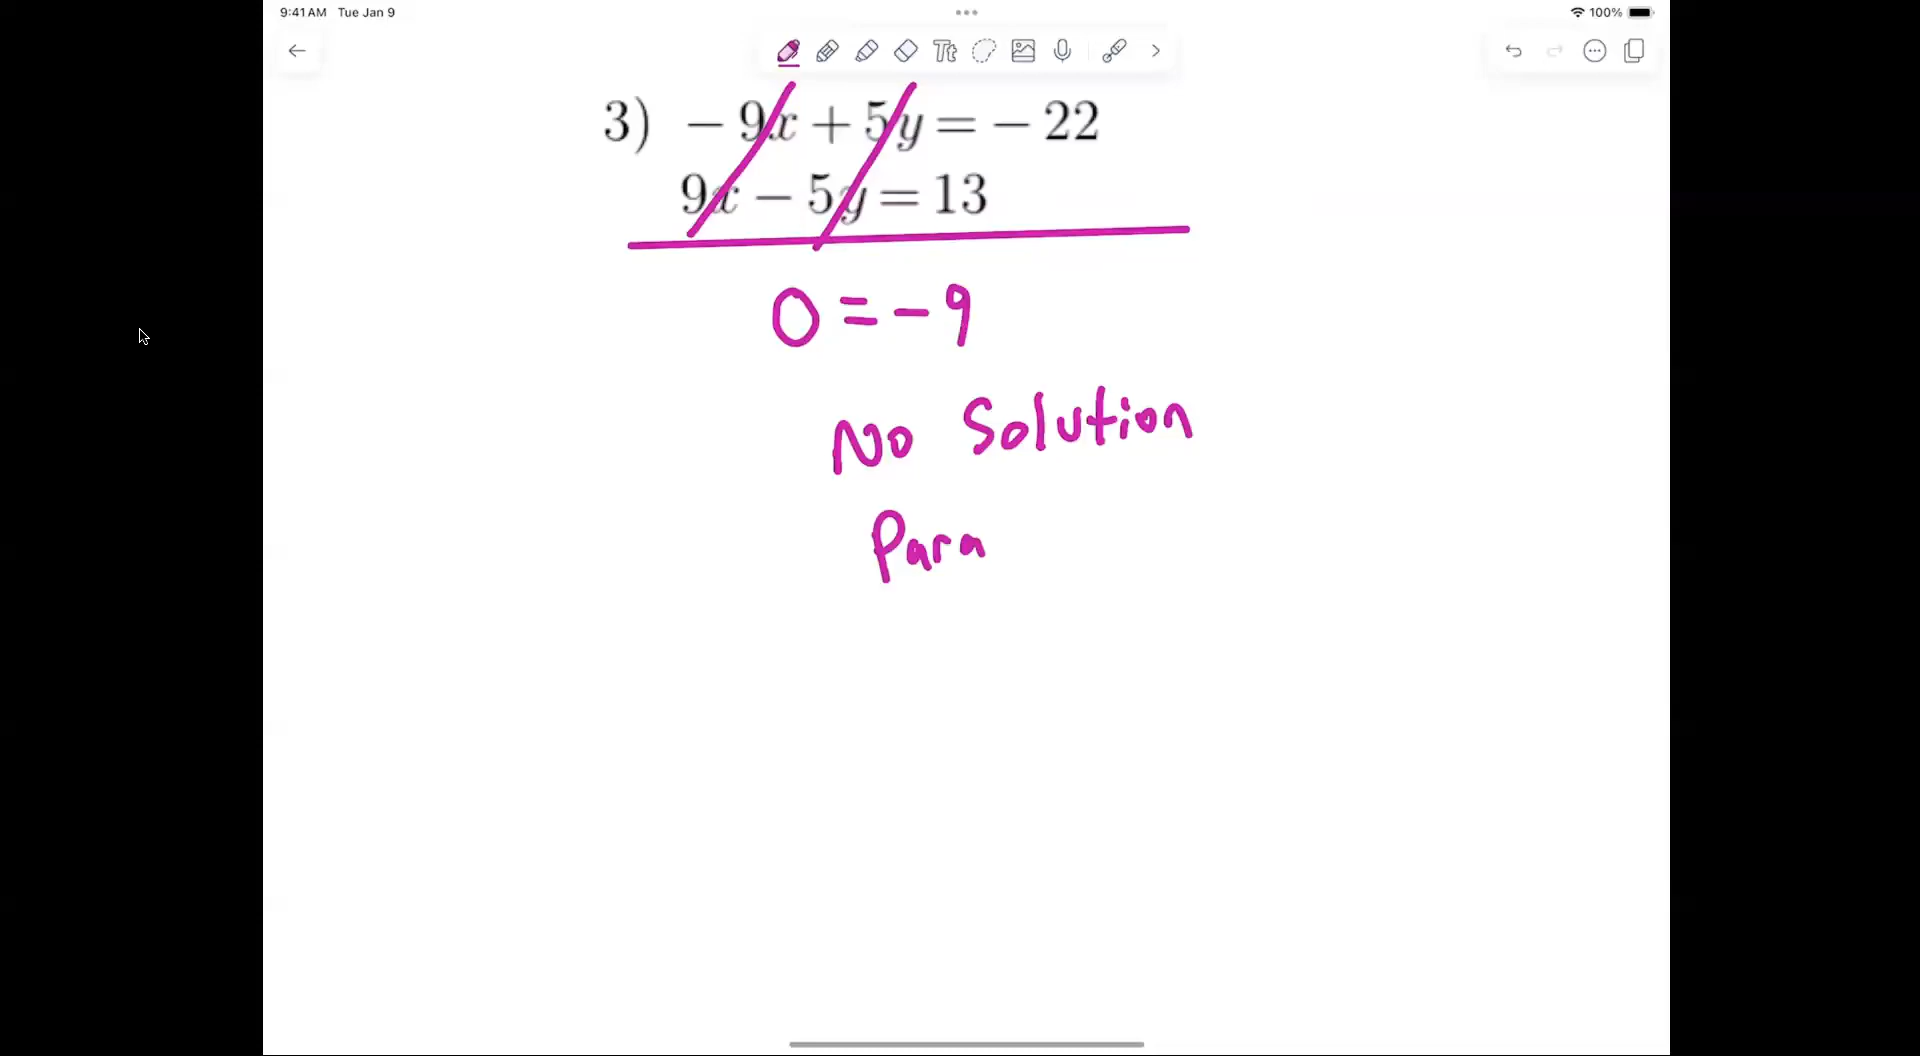 9:41 AM Tue Jan 9
100%
Tt
3) − 9x + 5y = − 22
9x − 5y = 13
0 = - 9
No Solution
Para